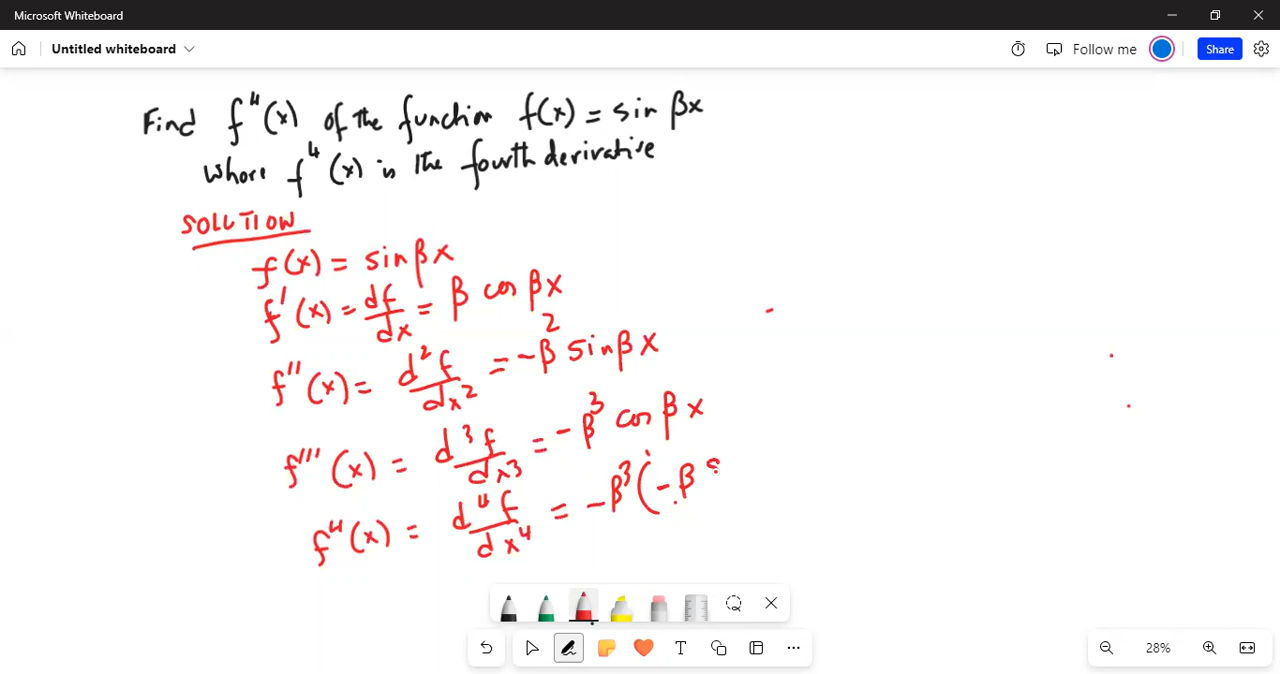 Microsoft Whiteboard
Untitled whiteboard
Follow me
Share
Find f⁴(x) of the function f(x) = sin βx
where f⁴(x) is the fourth derivative
SOLUTION
f(x) = sin βx
f'(x) = df/dx = β cos βx
f''(x) = d²f/dx² = -β² sin βx
f'''(x) = d³f/dx³ = -β³ cos βx
f⁴(x) = d⁴f/dx⁴ = -β³(-β s
28%